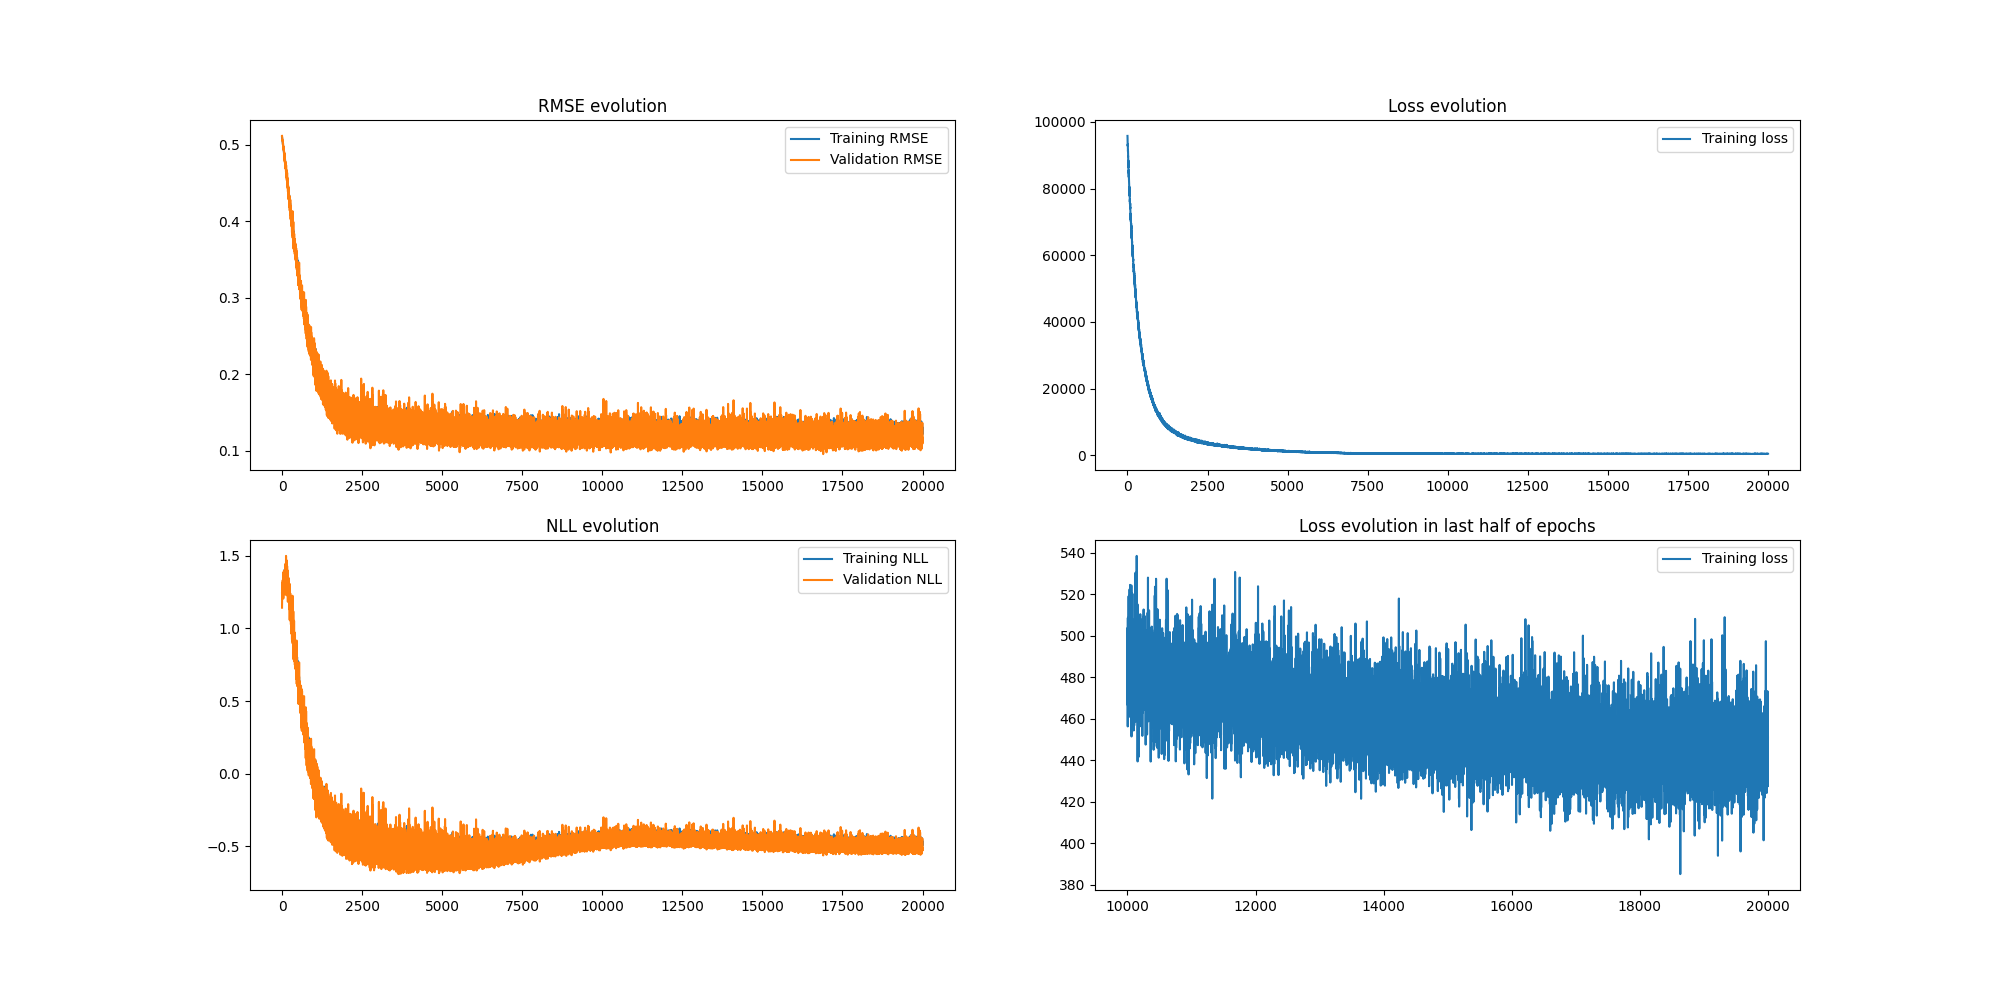 RMSE evolution
Training RMSE
Validation RMSE
0.5
0.4
0.3
0.2
0.1
0 2500 5000 7500 10000 12500 15000 17500 20000
Loss evolution
Training loss
100000
80000
60000
40000
20000
0
0 2500 5000 7500 10000 12500 15000 17500 20000
NLL evolution
Training NLL
Validation NLL
1.5
1.0
0.5
0.0
−0.5
0 2500 5000 7500 10000 12500 15000 17500 20000
Loss evolution in last half of epochs
Training loss
540
520
500
480
460
440
420
400
380
10000 12000 14000 16000 18000 20000